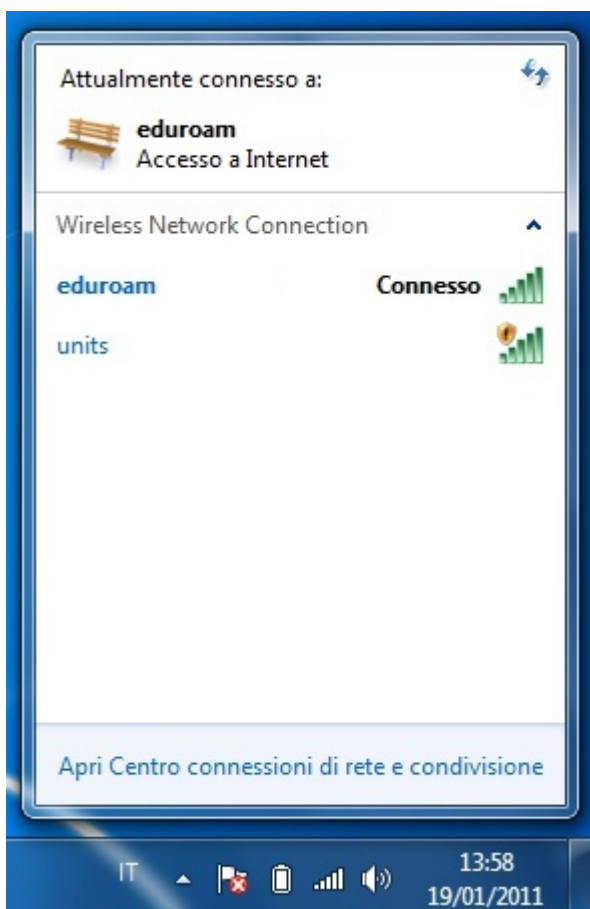 Attualmente connesso a:
eduroam
Accesso a Internet
Wireless Network Connection
eduroam Connesso
units
Apri Centro connessioni di rete e condivisione
IT
13:58
19/01/2011